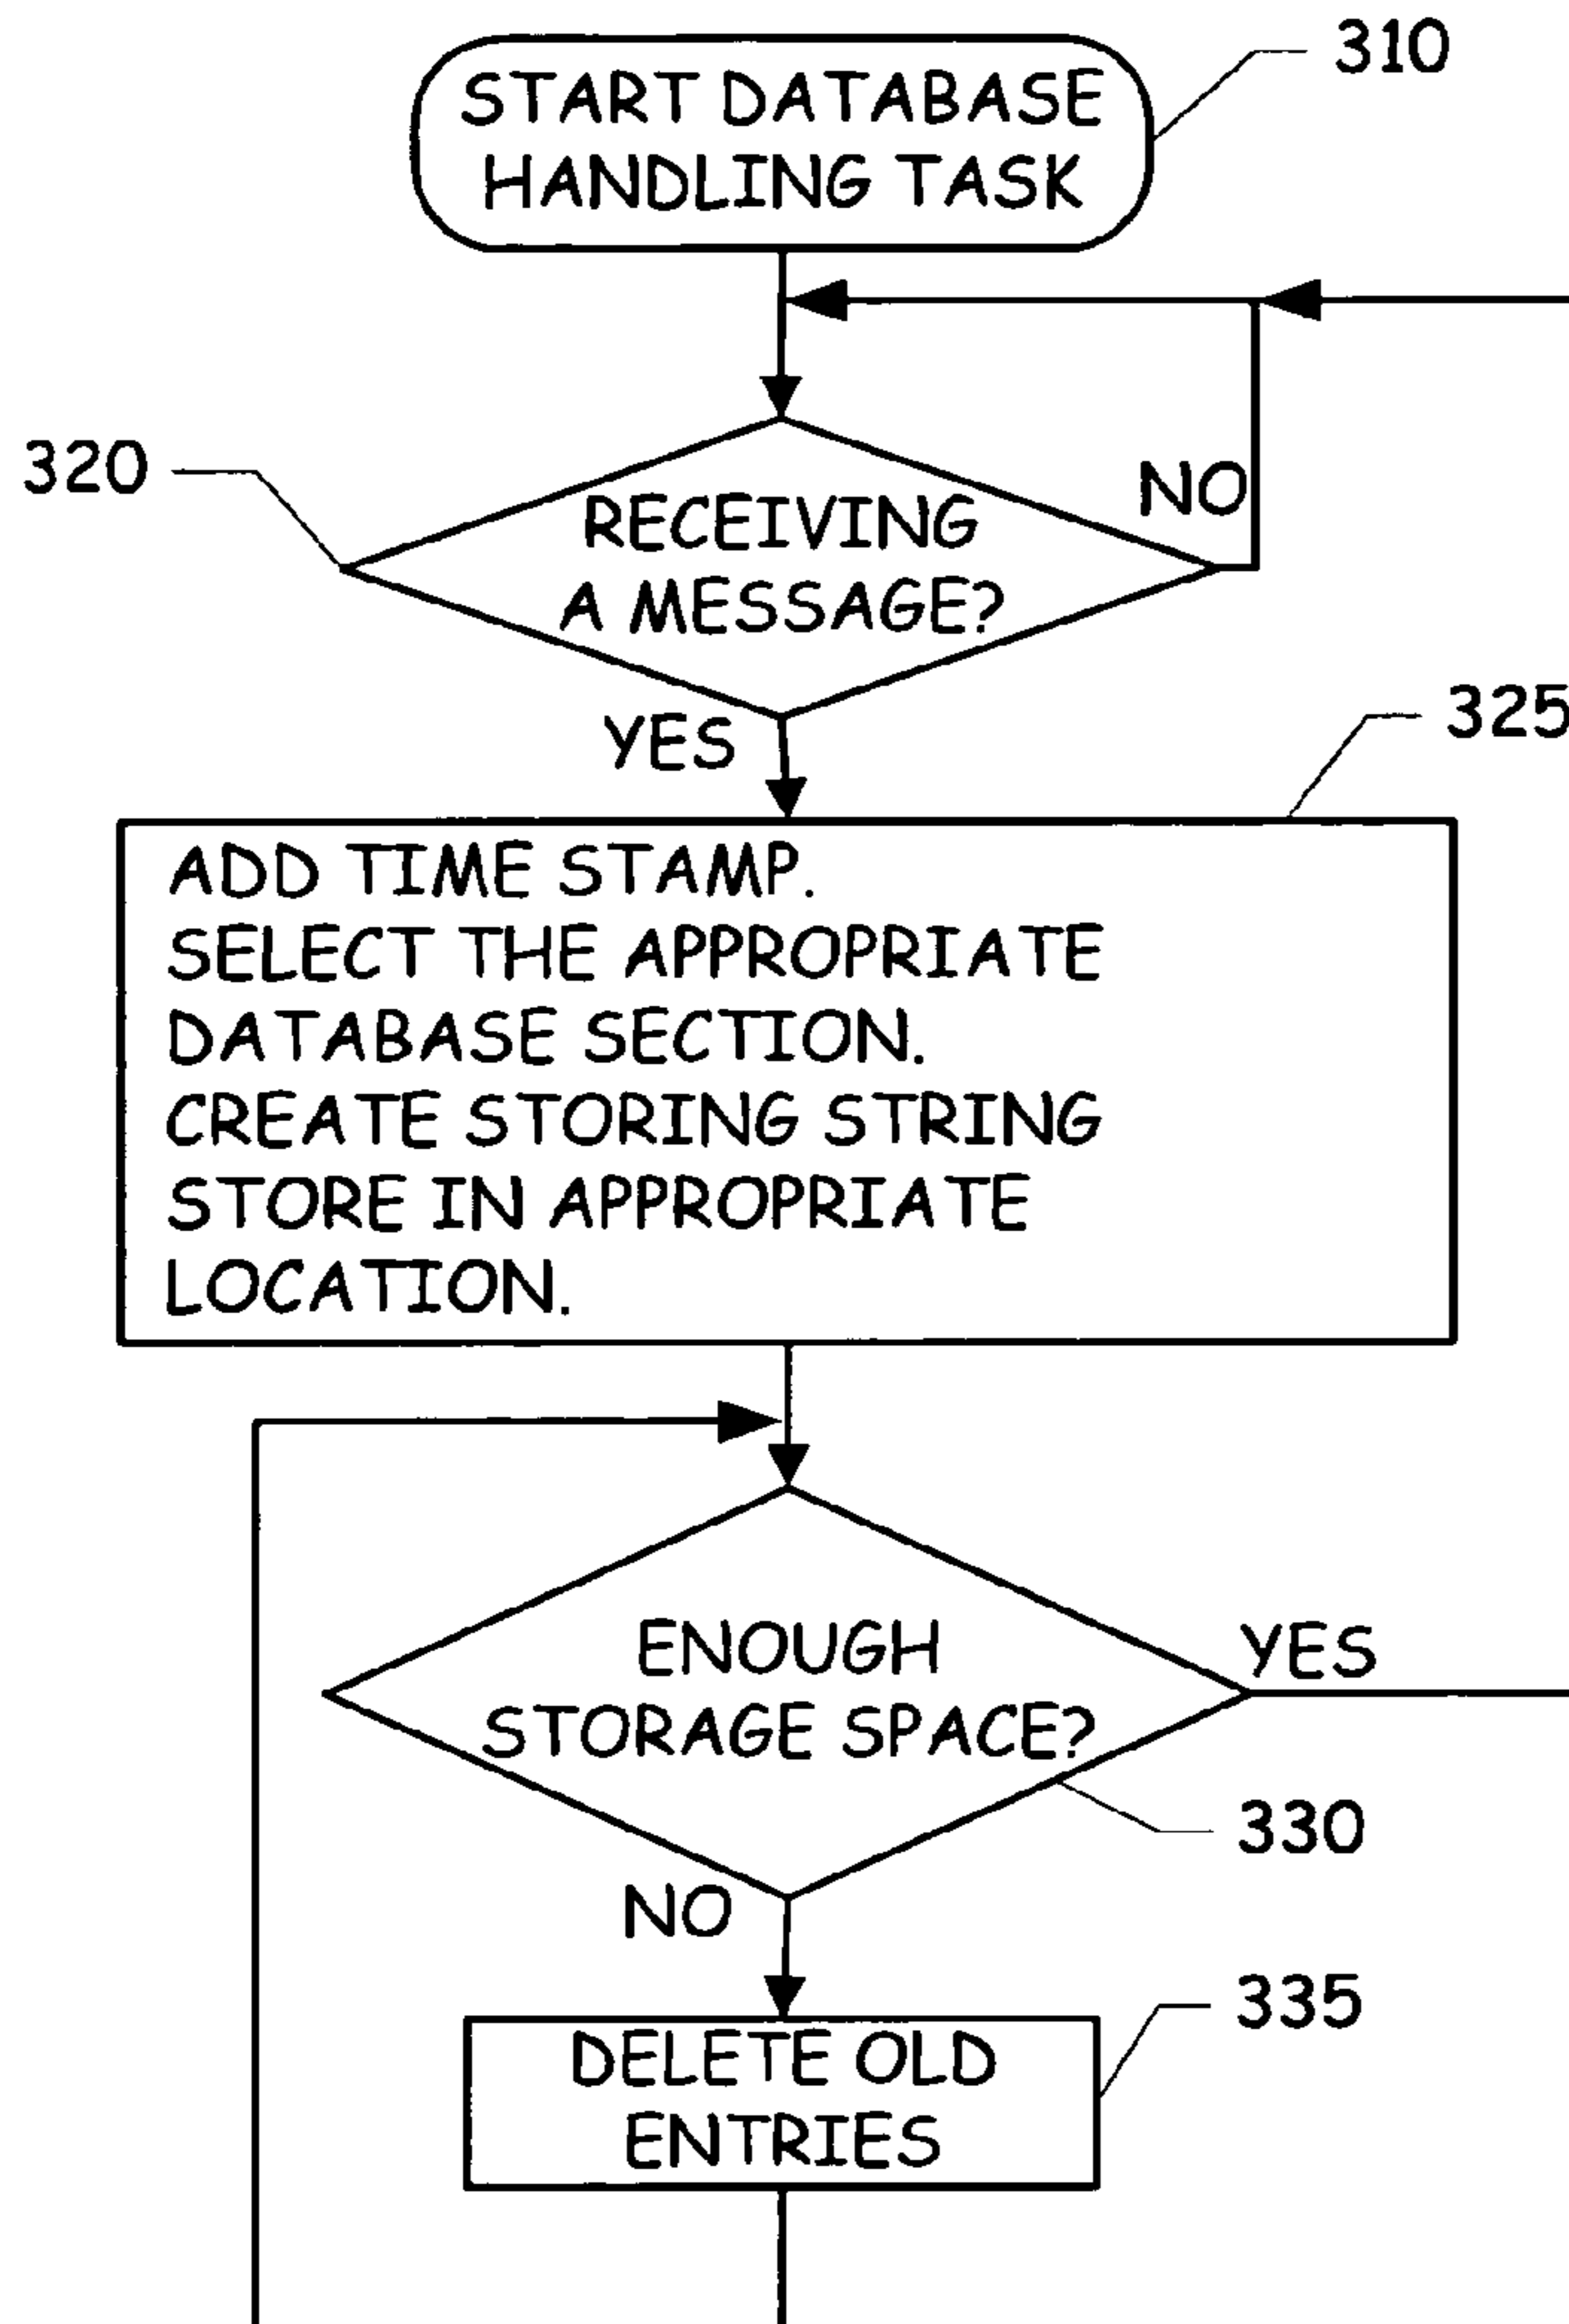 310
START DATABASE
HANDLING TASK
320
NO
RECEIVING
A MESSAGE?
YES
325
ADD TIME STAMP.
SELECT THE APPROPRIATE
DATABASE SECTION.
CREATE STORING STRING
STORE IN APPROPRIATE
LOCATION.
ENOUGH
STORAGE SPACE?
YES
330
NO
335
DELETE OLD
ENTRIES